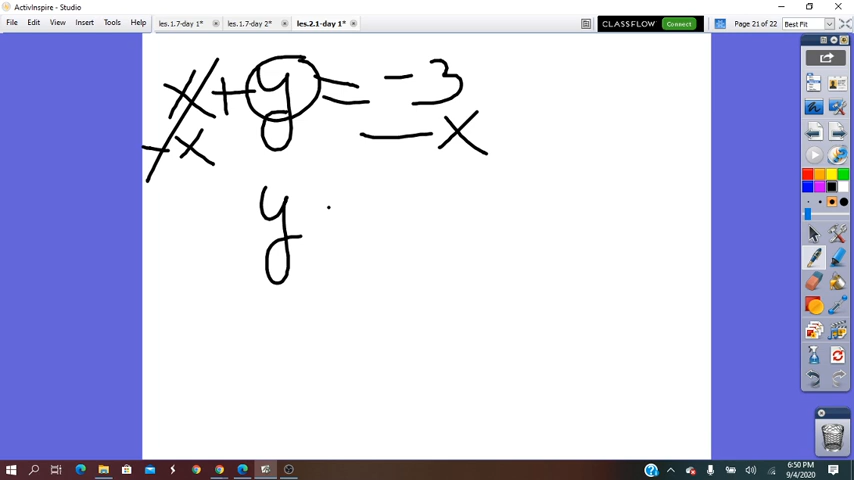 ActivInspire - Studio
File Edit View Insert Tools Help
CLASSFLOW Connect
Page 21 of 22
Best Fit
les.1.7-day 1*
les.1.7-day 2*
les.2.1-day 1*
x + y = -3
-x -x
y
6:50 PM
9/4/2020